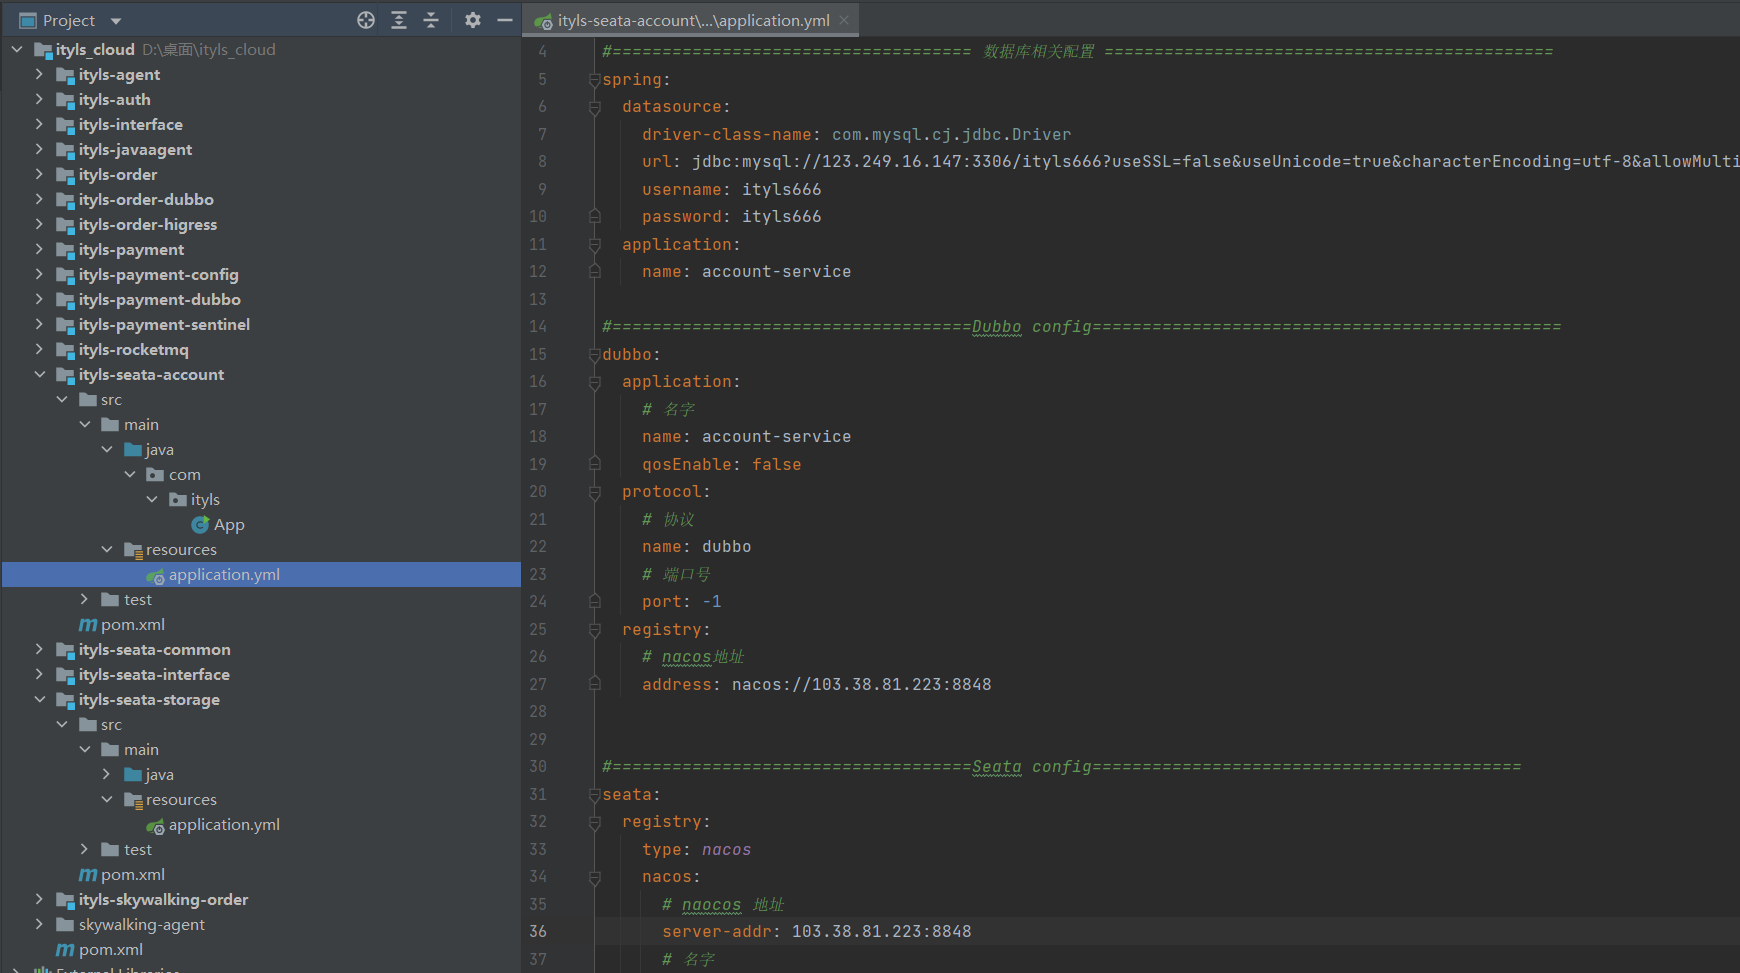 Project
ityls_cloud D:\桌面\ityls_cloud
ityls-agent
ityls-auth
ityls-interface
ityls-javaagent
ityls-order
ityls-order-dubbo
ityls-order-higress
ityls-payment
ityls-payment-config
ityls-payment-dubbo
ityls-payment-sentinel
ityls-rocketmq
ityls-seata-account
src
main
java
com
ityls
App
resources
application.yml
test
pom.xml
ityls-seata-common
ityls-seata-interface
ityls-seata-storage
src
main
java
resources
application.yml
test
pom.xml
ityls-skywalking-order
skywalking-agent
pom.xml
External Libraries
ityls-seata-account\...\application.yml
4 #==================================== 数据库相关配置 =============================================
5 spring:
6 datasource:
7 driver-class-name: com.mysql.cj.jdbc.Driver
8 url: jdbc:mysql://123.249.16.147:3306/ityls666?useSSL=false&useUnicode=true&characterEncoding=utf-8&allowMulti
9 username: ityls666
10 password: ityls666
11 application:
12 name: account-service
13
14 #====================================Dubbo config===============================================
15 dubbo:
16 application:
17 # 名字
18 name: account-service
19 qosEnable: false
20 protocol:
21 # 协议
22 name: dubbo
23 # 端口号
24 port: -1
25 registry:
26 # nacos地址
27 address: nacos://103.38.81.223:8848
28
29
30 #====================================Seata config===========================================
31 seata:
32 registry:
33 type: nacos
34 nacos:
35 # naocos 地址
36 server-addr: 103.38.81.223:8848
37 # 名字